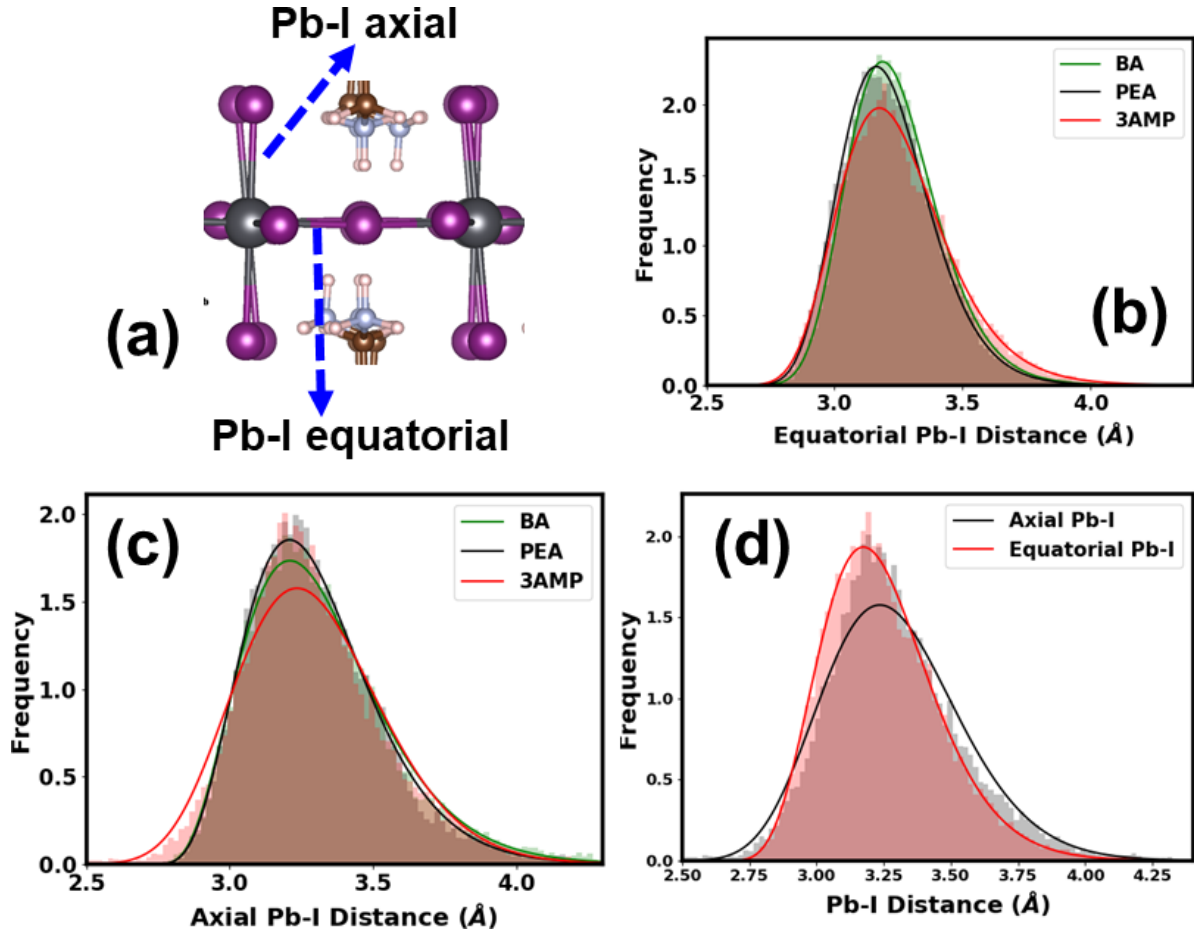 Pb-I axial
(a)
b
Pb-I equatorial
BA
PEA
3AMP
2.0
1.5
1.0
0.5
0.0
Frequency
(b)
2.5 3.0 3.5 4.0
Equatorial Pb-I Distance (Å)
(c)
BA
PEA
3AMP
2.0
1.5
1.0
0.5
0.0
Frequency
2.5 3.0 3.5 4.0
Axial Pb-I Distance (Å)
(d)
Axial Pb-I
Equatorial Pb-I
2.0
1.5
1.0
0.5
0.0
Frequency
2.50 2.75 3.00 3.25 3.50 3.75 4.00 4.25
Pb-I Distance (Å)